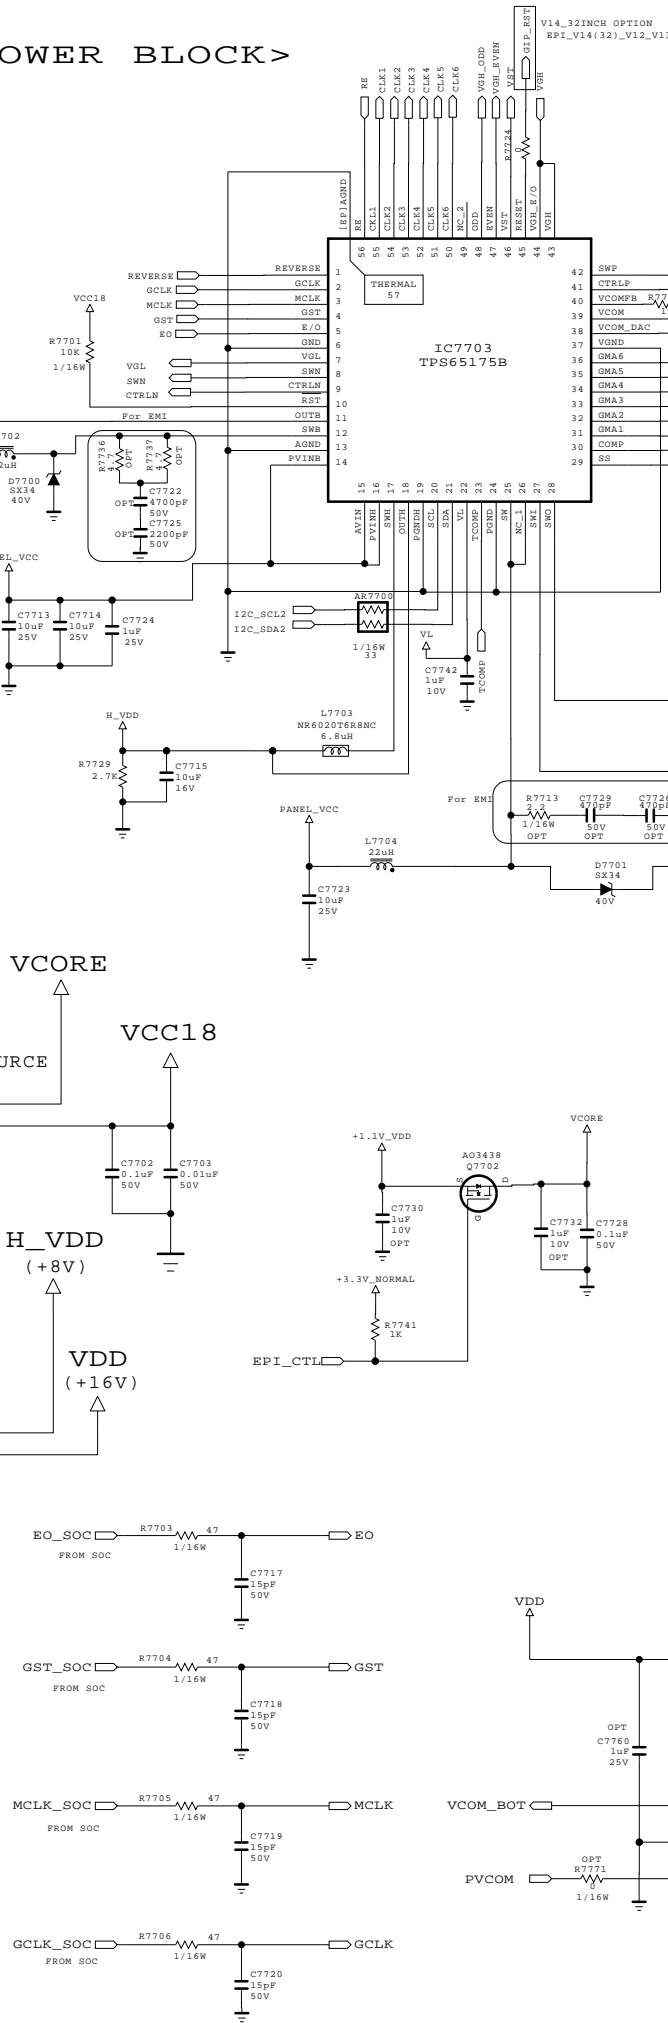 OWER BLOCK>
V14_32INCH OPTION
EPI_V14(32)_V12_V13
RE
CLK1
CLK2
CLK3
CLK4
CLK5
CLK6
VGH_ODD
VGH_EVEN
VST
GIP_RST
VGH
R7724
0
[EP]AGND
RE
CKL1
CLK2
CLK3
CLK4
CLK5
CLK6
NC_2
ODD
EVEN
VST
RESET
VGH_E/O
VGH
56
55
54
53
52
51
50
49
48
47
46
45
44
43
THERMAL
57
IC7703
TPS65175B
REVERSE REVERSE 1
GCLK GCLK 2
MCLK MCLK 3
GST GST 4
EO E/O 5
GND 6
VGL VGL 7
SWN SWN 8
CTRLN CTRLN 9
RST 10
OUTB 11
SWB 12
AGND 13
PVINB 14
42 SWP
41 CTRLP
40 VCOMFB
39 VCOM
38 VCOM_DAC
37 VGND
36 GMA6
35 GMA5
34 GMA4
33 GMA3
32 GMA2
31 GMA1
30 COMP
29 SS
15
16
17
18
19
20
21
22
23
24
25
26
27
28
AVIN
PVINH
SWH
OUTH
PGNDH
SCL
SDA
VL
TCOMP
PGND
SW
NC_1
SWI
SWO
VCC18
R7701
10K
1/16W
For EMI
R7736
4.7
OPT
R7737
4.7
OPT
C7722
OPT 4700pF
50V
C7725
OPT 2200pF
50V
D7700
SX34
40V
C7713
10uF
25V
C7714
10uF
25V
C7724
1uF
25V
I2C_SCL2
I2C_SDA2
AR7700
1/16W
33
VL
C7742
1uF
10V
TCOMP
L7703
NR6020T6R8NC
6.8uH
H_VDD
R7729
2.7K
C7715
10uF
16V
PANEL_VCC
L7704
22uH
C7723
10uF
25V
For EMI
R7713
2.2
1/16W
OPT
C7729
470pF
50V
OPT
C7726
470pF
50V
OPT
D7701
SX34
40V
VCORE
VCC18
URCE
C7702
0.1uF
50V
C7703
0.01uF
50V
H_VDD
(+8V)
VDD
(+16V)
+1.1V_VDD
AO3438
Q7702
S
D
G
VCORE
C7730
1uF
10V
OPT
C7732
1uF
10V
OPT
C7728
0.1uF
50V
+3.3V_NORMAL
R7741
1K
EPI_CTL
EO_SOC R7703 47 EO
1/16W
FROM SOC
C7717
15pF
50V
GST_SOC R7704 47 GST
1/16W
FROM SOC
C7718
15pF
50V
MCLK_SOC R7705 47 MCLK
1/16W
FROM SOC
C7719
15pF
50V
GCLK_SOC R7706 47 GCLK
1/16W
FROM SOC
C7720
15pF
50V
VDD
OPT
C7760
1uF
25V
VCOM_BOT
PVCOM
OPT
R7771
0
1/16W